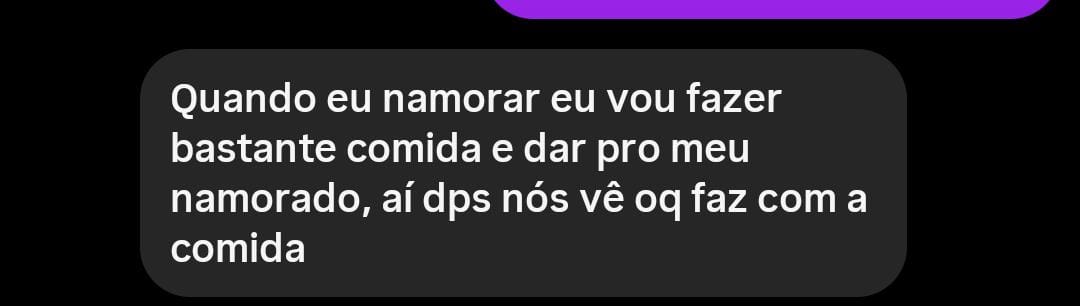 Quando eu namorar eu vou fazer
bastante comida e dar pro meu
namorado, aí dps nós vê oq faz com a
comida